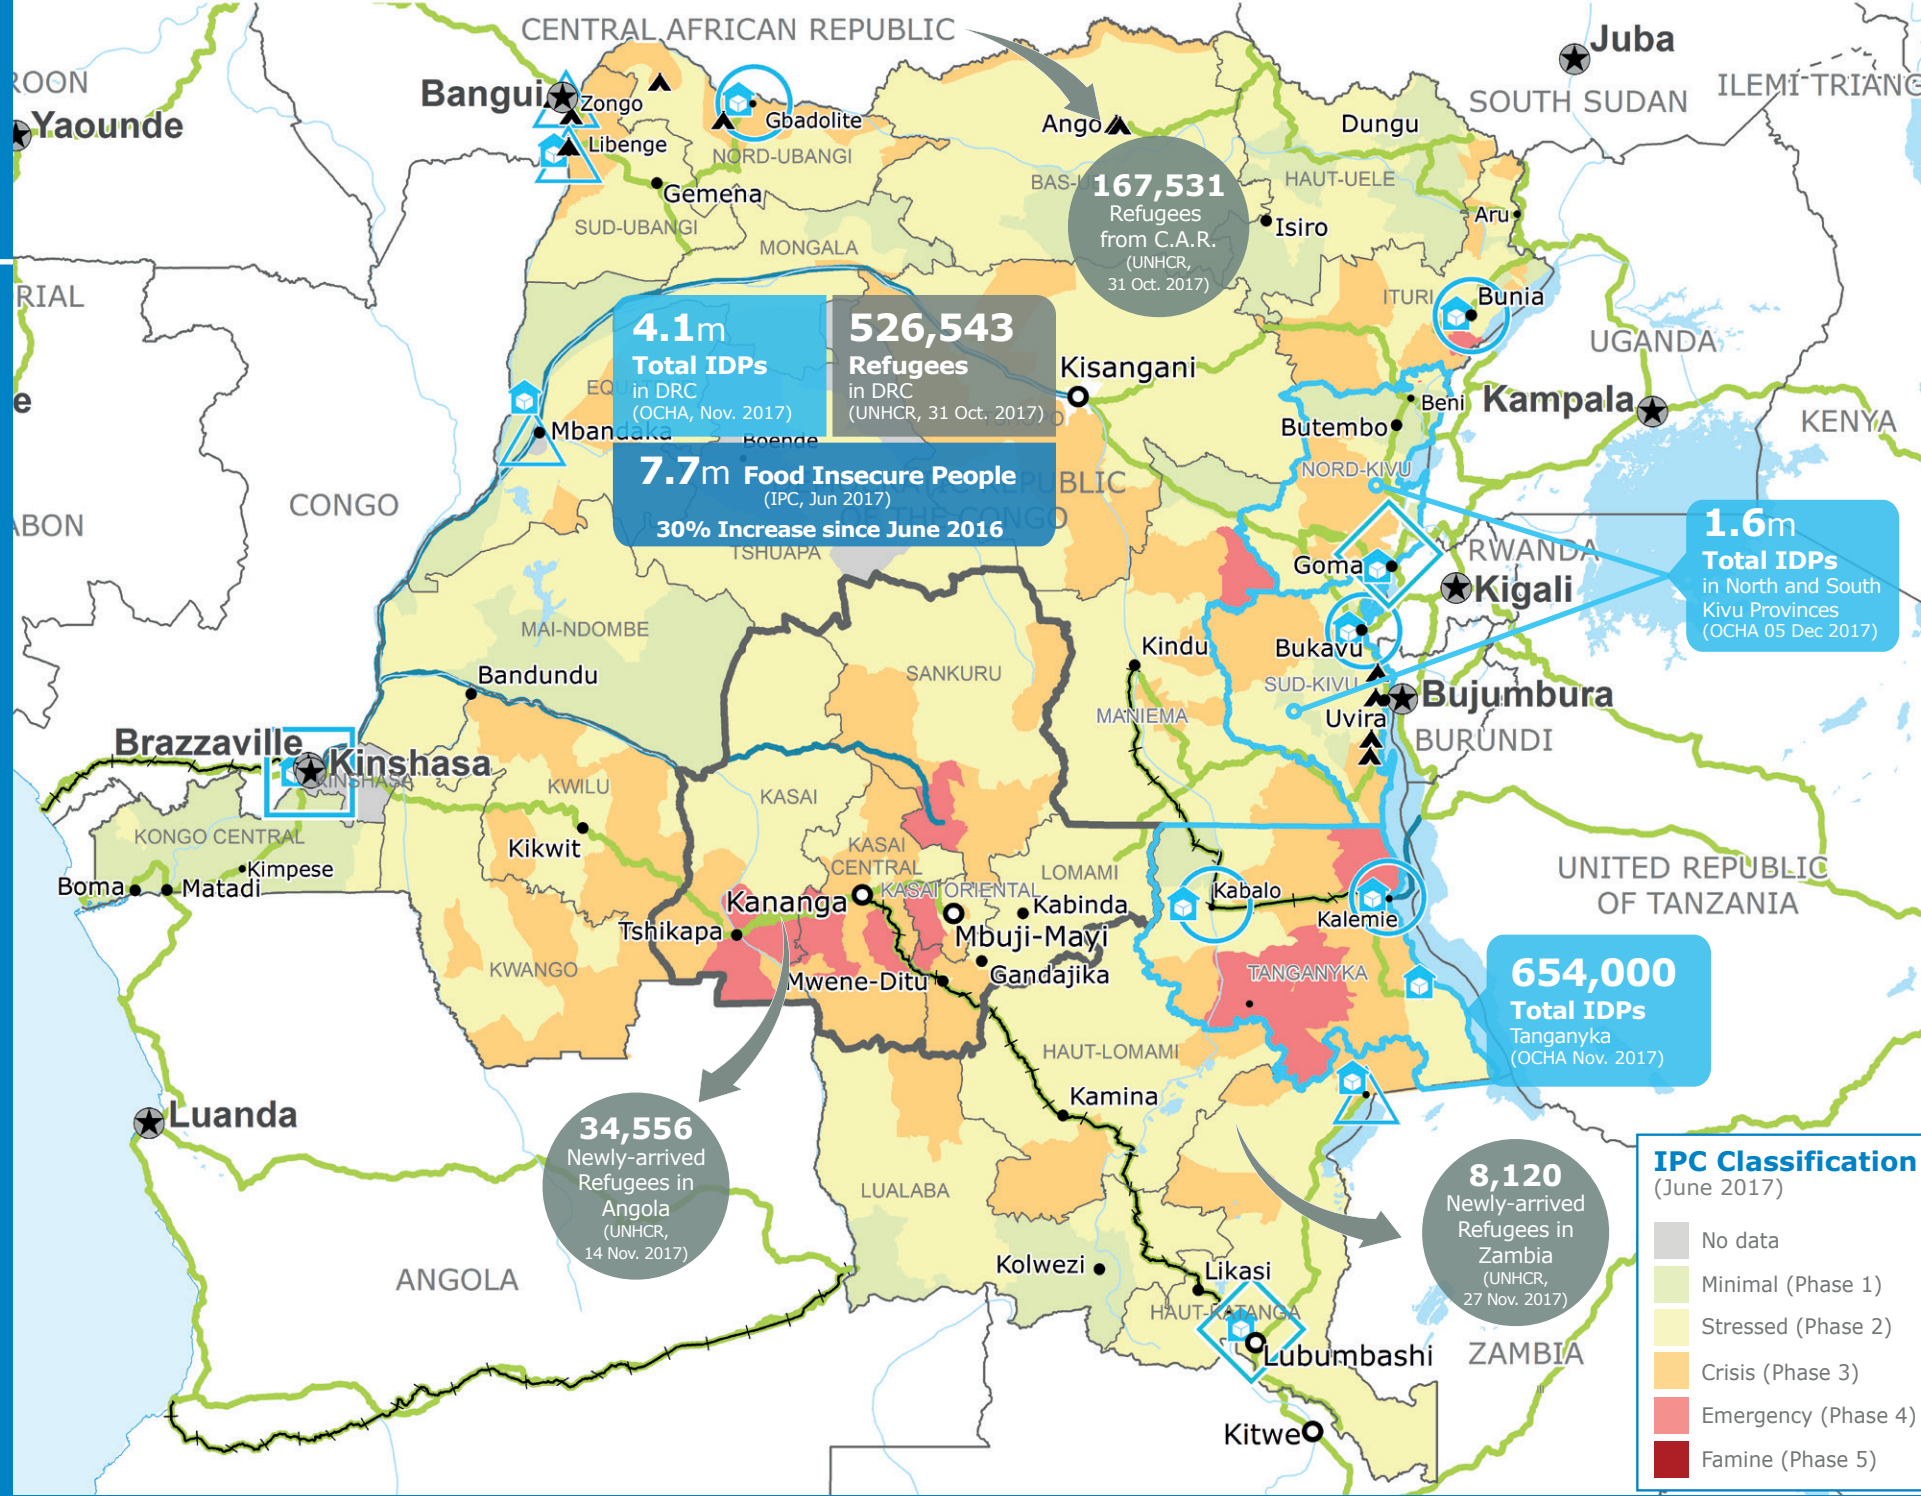 CENTRAL AFRICAN REPUBLIC
Juba
ILEMI TRIANG
SOUTH SUDAN
ROON
Yaounde
Bangui
Zongo
Libenge
Gbadolite
NORD-UBANGI
Gemena
SUD-UBANGI
MONGALA
Ango
Dungu
BAS-U
HAUT-UELE
Isiro
Aru
167,531
Refugees
from C.A.R.
(UNHCR,
31 Oct. 2017)
RIAL
ITURI
Bunia
UGANDA
4.1m
Total IDPs
in DRC
(OCHA, Nov. 2017)
526,543
Refugees
in DRC
(UNHCR, 31 Oct. 2017)
Kisangani
TSHOPO
EQUATE
Mbandaka
Boende
Beni
Butembo
Kampala
KENYA
NORD-KIVU
7.7m Food Insecure People
(IPC, Jun 2017)
30% Increase since June 2016
DEMOCRATIC REPUBLIC
OF THE CONGO
TSHUAPA
CONGO
ABON
e
1.6m
Total IDPs
in North and South
Kivu Provinces
(OCHA 05 Dec 2017)
RWANDA
Goma
Kigali
MAI-NDOMBE
Bandundu
SANKURU
Kindu
Bukavu
SUD-KIVU
MANIEMA
Uvira
Bujumbura
BURUNDI
Brazzaville
Kinshasa
KINSHASA
KWILU
KASAI
KONGO CENTRAL
Kimpese
Boma
Matadi
Kikwit
KASAI
CENTRAL
KASAI ORIENTAL
LOMAMI
Kananga
Kabinda
Kabalo
Kalemie
UNITED REPUBLIC
OF TANZANIA
Tshikapa
Mbuji-Mayi
Gandajika
KWANGO
Mwene-Ditu
TANGANYKA
654,000
Total IDPs
Tanganyka
(OCHA Nov. 2017)
HAUT-LOMAMI
Kamina
Luanda
34,556
Newly-arrived
Refugees in
Angola
(UNHCR,
14 Nov. 2017)
LUALABA
8,120
Newly-arrived
Refugees in
Zambia
(UNHCR,
27 Nov. 2017)
ANGOLA
Kolwezi
Likasi
HAUT-KATANGA
Lubumbashi
ZAMBIA
Kitwe
IPC Classification
(June 2017)
No data
Minimal (Phase 1)
Stressed (Phase 2)
Crisis (Phase 3)
Emergency (Phase 4)
Famine (Phase 5)